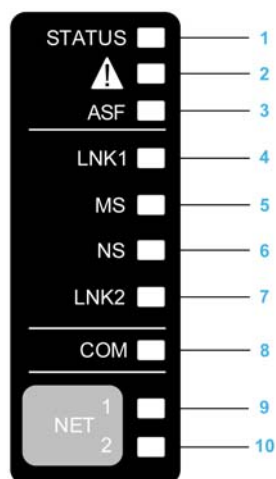 STATUS 1
2
ASF 3
LNK1 4
MS 5
NS 6
LNK2 7
COM 8
NET 1 9
2 10